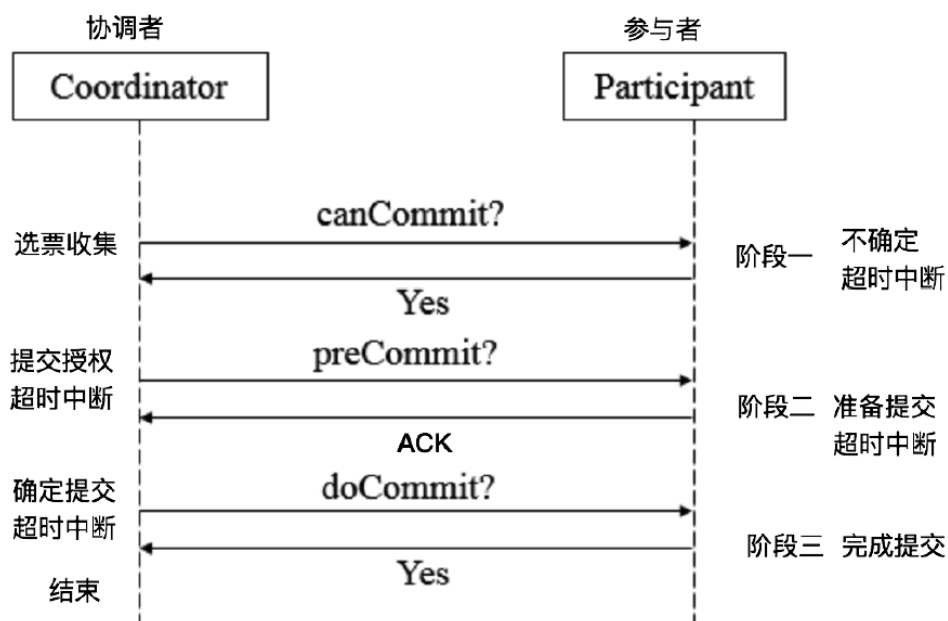 协调者
参与者
Coordinator
Participant
canCommit?
选票收集
阶段一
不确定
超时中断
Yes
preCommit?
提交授权
超时中断
阶段二
准备提交
超时中断
ACK
doCommit?
确定提交
超时中断
阶段三
完成提交
Yes
结束